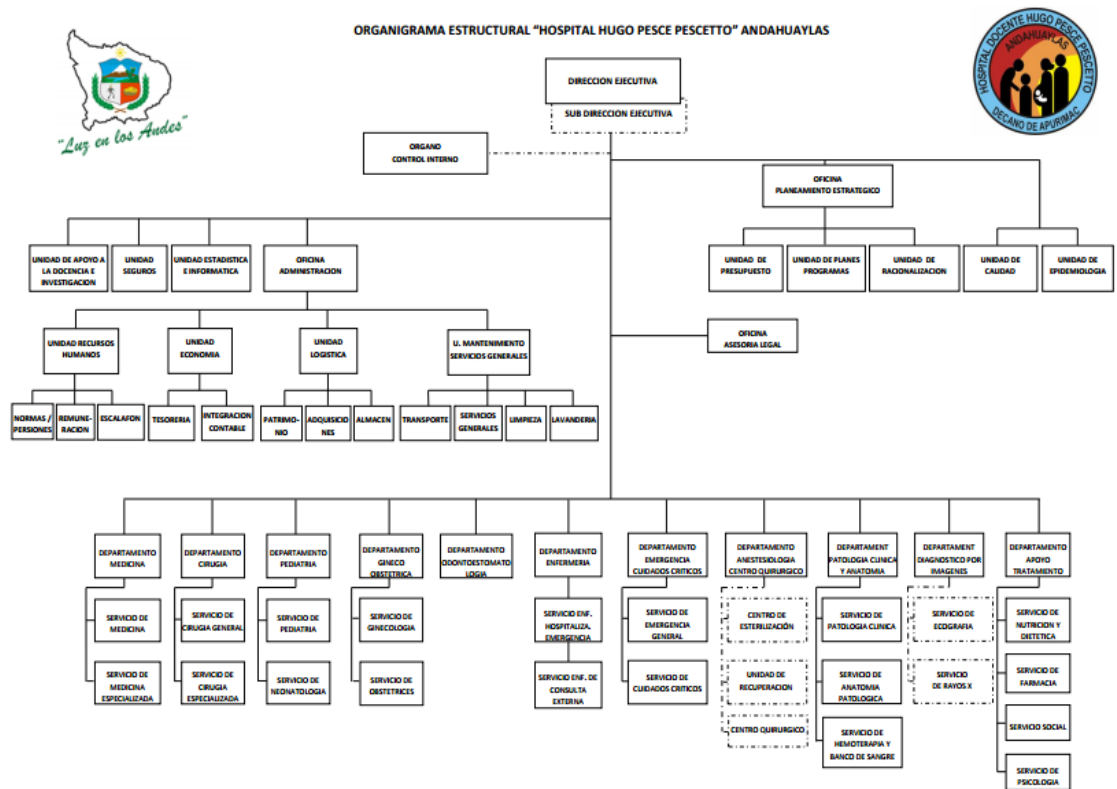 ORGANIGRAMA ESTRUCTURAL “HOSPITAL HUGO PESCE PESCETTO” ANDAHUAYLAS
"Luz en los Andes"
HOSPITAL DOCENTE HUGO PESCE PESCETTO
ANDAHUAYLAS
DECANO DE APURIMAC
DIRECCION EJECUTIVA
SUB DIRECCION EJECUTIVA
ORGANO
CONTROL INTERNO
OFICINA
PLANEAMIENTO ESTRATEGICO
UNIDAD DE APOYO A
LA DOCENCIA E
INVESTIGACION
UNIDAD
SEGUROS
UNIDAD ESTADISTICA
E INFORMATICA
OFICINA
ADMINISTRACION
UNIDAD DE
PRESUPUESTO
UNIDAD DE PLANES
PROGRAMAS
UNIDAD DE
RACIONALIZACION
UNIDAD DE
CALIDAD
UNIDAD DE
EPIDEMIOLOGIA
UNIDAD RECURSOS
HUMANOS
UNIDAD
ECONOMIA
UNIDAD
LOGISTICA
U. MANTENIMIENTO
SERVICIOS GENERALES
OFICINA
ASESORIA LEGAL
NORMAS /
PERSIONES
REMUNE-
RACION
ESCALAFON
TESORERIA
INTEGRACION
CONTABLE
PATRIMO-
NIO
ADQUISICIO
NES
ALMACEN
TRANSPORTE
SERVICIOS
GENERALES
LIMPIEZA
LAVANDERIA
DEPARTAMENTO
MEDICINA
DEPARTAMENTO
CIRUGIA
DEPARTAMENTO
PEDIATRIA
DEPARTAMENTO
GINECO
OBSTETRICA
DEPARTAMENTO
ODONTOESTOMATO
LOGIA
DEPARTAMENTO
ENFERMERIA
DEPARTAMENTO
EMERGENCIA
CUIDADOS CRITICOS
DEPARTAMENTO
ANESTESIOLOGIA
CENTRO QUIRURGICO
DEPARTAMENT
PATOLOGIA CLINICA
Y ANATOMIA
DEPARTAMENT
DIAGNOSTICO POR
IMAGENES
DEPARTAMENTO
APOYO
TRATAMIENTO
SERVICIO DE
MEDICINA
SERVICIO DE
CIRUGIA GENERAL
SERVICIO DE
PEDIATRIA
SERVICIO DE
GINECOLOGIA
SERVICIO ENF.
HOSPITALIZA.
EMERGENCIA
SERVICIO DE
EMERGENCIA
GENERAL
CENTRO DE
ESTERILIZACIÓN
SERVICIO DE
PATOLOGIA CLINICA
SERVICIO DE
ECOGRAFIA
SERVICIO DE
NUTRICION Y
DIETETICA
SERVICIO DE
MEDICINA
ESPECIALIZADA
SERVICIO DE
CIRUGIA
ESPECIALIZADA
SERVICIO DE
NEONATOLOGIA
SERVICIO DE
OBSTETRICES
SERVICIO ENF. DE
CONSULTA
EXTERNA
SERVICIO DE
CUIDADOS CRITICOS
UNIDAD DE
RECUPERACION
SERVICIO DE
ANATOMIA
PATOLOGICA
SERVICIO
DE RAYOS X
SERVICIO DE
FARMACIA
CENTRO QUIRURGICO
SERVICIO DE
HEMOTERAPIA Y
BANCO DE SANGRE
SERVICIO SOCIAL
SERVICIO DE
PSICOLOGIA